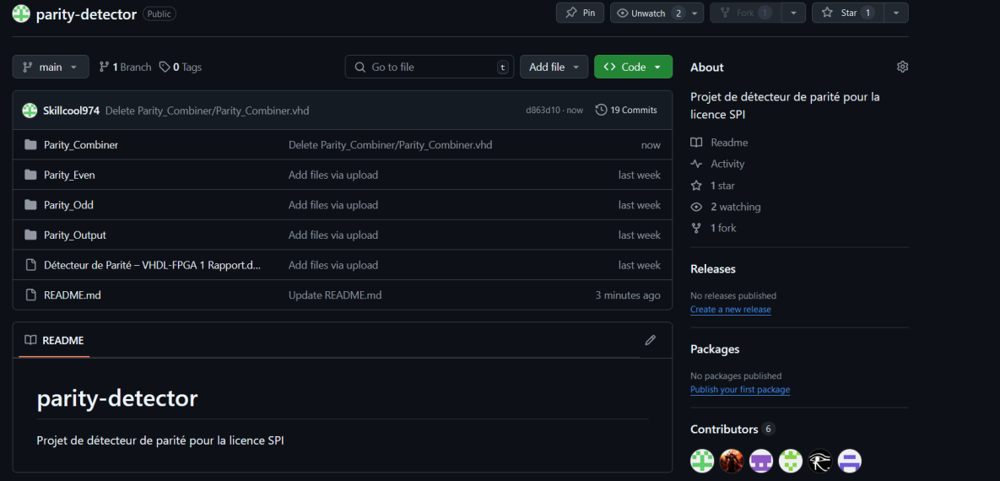 parity-detector Public
Pin
Unwatch 2
Fork 1
Star 1
main
1 Branch
0 Tags
Go to file t
Add file
Code
Skillcool974 Delete Parity_Combiner/Parity_Combiner.vhd d863d10 · now 19 Commits
Parity_Combiner Delete Parity_Combiner/Parity_Combiner.vhd now
Parity_Even Add files via upload last week
Parity_Odd Add files via upload last week
Parity_Output Add files via upload last week
Détecteur de Parité – VHDL-FPGA 1 Rapport.d... Add files via upload last week
README.md Update README.md 3 minutes ago
README
parity-detector
Projet de détecteur de parité pour la licence SPI
About
Projet de détecteur de parité pour la
licence SPI
Readme
Activity
1 star
2 watching
1 fork
Releases
No releases published
Create a new release
Packages
No packages published
Publish your first package
Contributors 6